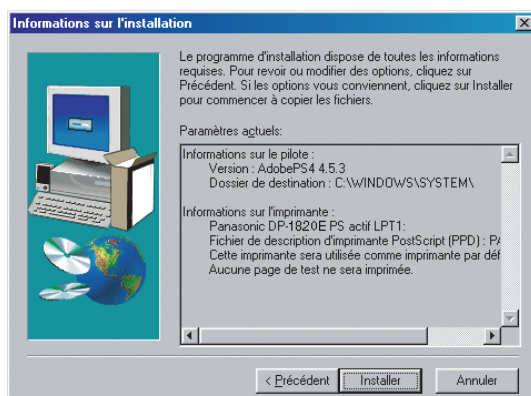 Informations sur l'installation
Le programme d'installation dispose de toutes les informations
requises. Pour revoir ou modifier des options, cliquez sur
Précédent. Si les options vous conviennent, cliquez sur Installer
pour commencer à copier les fichiers.
Paramètres actuels:
Informations sur le pilote :
Version : AdobePS4 4.5.3
Dossier de destination : C:\WINDOWS\SYSTEM\
Informations sur l'imprimante :
Panasonic DP-1820E PS actif LPT1:
Fichier de description d'imprimante PostScript (PPD) : PA
Cette imprimante sera utilisée comme imprimante par déf
Aucune page de test ne sera imprimée.
< Précédent Installer Annuler